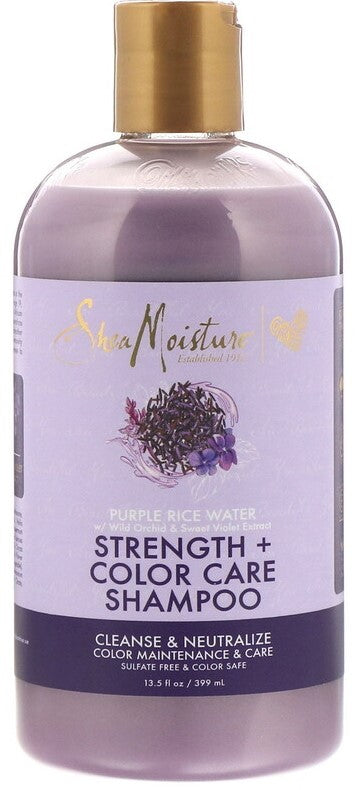 SheaMoisture
Established 191
PURPLE RICE WATER
w/ Wild Orchid & Sweet Violet Extract
STRENGTH +
COLOR CARE
SHAMPOO
CLEANSE & NEUTRALIZE
COLOR MAINTENANCE & CARE
SULFATE FREE & COLOR SAFE
13.5 fl oz / 399 mL